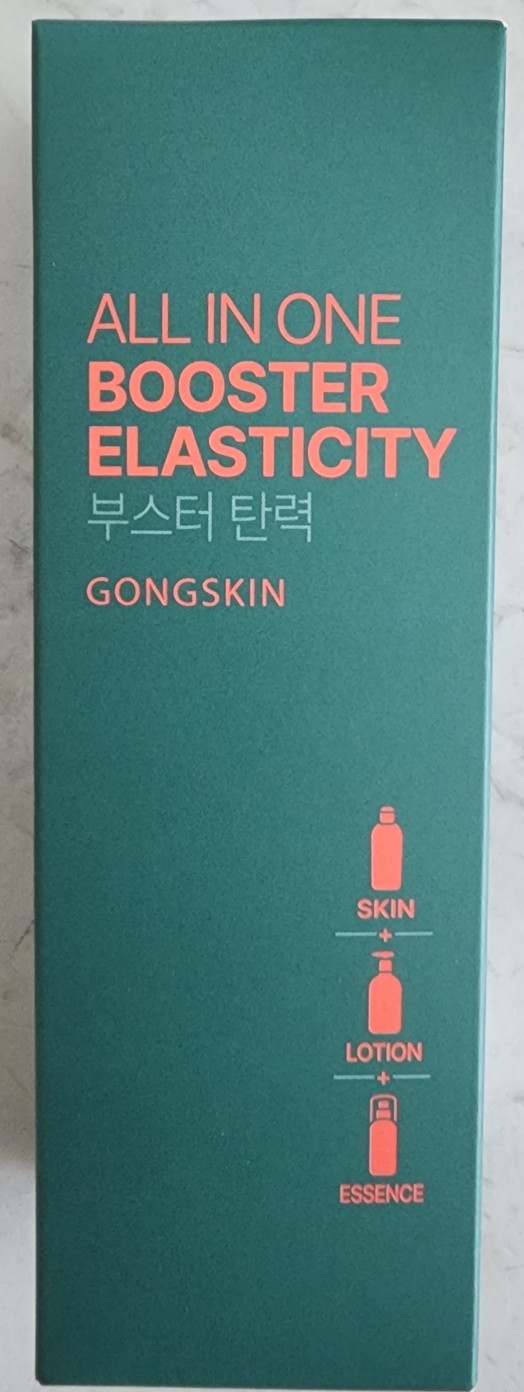 ALL IN ONE
BOOSTER
ELASTICITY
부스터 탄력
GONGSKIN
SKIN
+
LOTION
+
ESSENCE